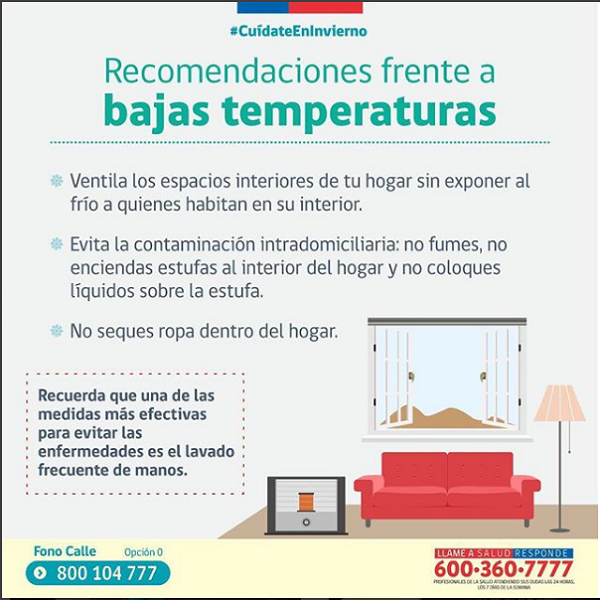 #CuídateEnInvierno
Recomendaciones frente a
bajas temperaturas
Ventila los espacios interiores de tu hogar sin exponer al
frío a quienes habitan en su interior.
Evita la contaminación intradomiciliaria: no fumes, no
enciendas estufas al interior del hogar y no coloques
líquidos sobre la estufa.
No seques ropa dentro del hogar.
Recuerda que una de las
medidas más efectivas
para evitar las
enfermedades es el lavado
frecuente de manos.
Fono Calle Opción 0
800 104 777
LLAME A SALUD RESPONDE
600·360·7777
PROFESIONALES DE LA SALUD ATENDIENDO SUS DUDAS LAS 24 HORAS,
LOS 7 DÍAS DE LA SEMANA